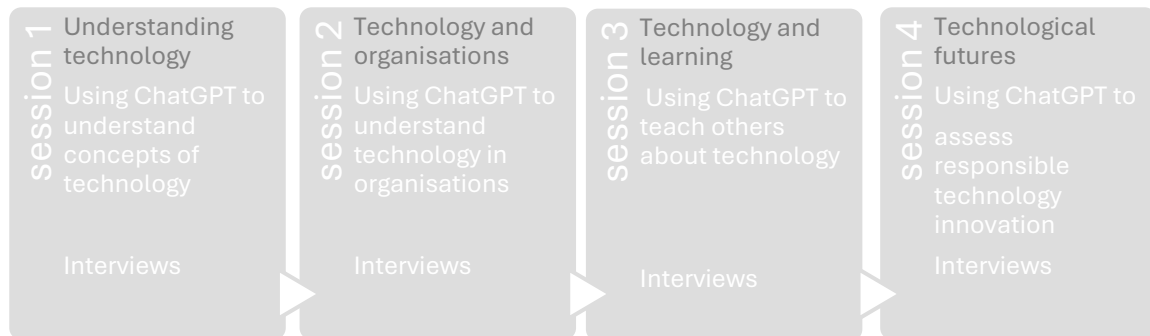 session 1
Understanding
technology
Using ChatGPT to
understand
concepts of
technology
Interviews
session 2
Technology and
organisations
Using ChatGPT to
understand
technology in
organisations
Interviews
session 3
Technology and
learning
Using ChatGPT to
teach others
about technology
Interviews
session 4
Technological
futures
Using ChatGPT to
assess
responsible
technology
innovation
Interviews